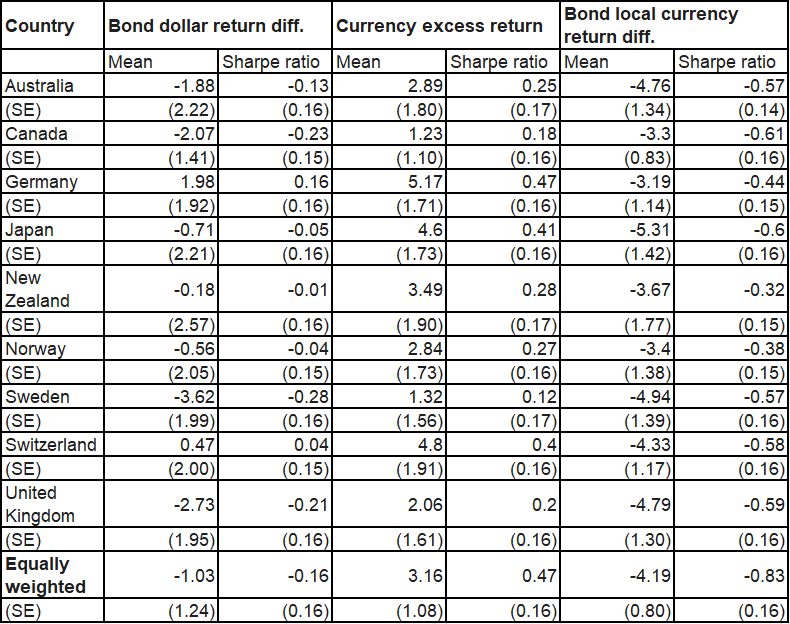 Country Bond dollar return diff. Currency excess return Bond local currency return diff.
Mean Sharpe ratio Mean Sharpe ratio Mean Sharpe ratio
Australia -1.88 -0.13 2.89 0.25 -4.76 -0.57
(SE) (2.22) (0.16) (1.80) (0.17) (1.34) (0.14)
Canada -2.07 -0.23 1.23 0.18 -3.3 -0.61
(SE) (1.41) (0.15) (1.10) (0.16) (0.83) (0.16)
Germany 1.98 0.16 5.17 0.47 -3.19 -0.44
(SE) (1.92) (0.16) (1.71) (0.16) (1.14) (0.15)
Japan -0.71 -0.05 4.6 0.41 -5.31 -0.6
(SE) (2.21) (0.16) (1.73) (0.16) (1.42) (0.16)
New Zealand -0.18 -0.01 3.49 0.28 -3.67 -0.32
(SE) (2.57) (0.16) (1.90) (0.17) (1.77) (0.15)
Norway -0.56 -0.04 2.84 0.27 -3.4 -0.38
(SE) (2.05) (0.15) (1.73) (0.16) (1.38) (0.15)
Sweden -3.62 -0.28 1.32 0.12 -4.94 -0.57
(SE) (1.99) (0.16) (1.56) (0.17) (1.39) (0.16)
Switzerland 0.47 0.04 4.8 0.4 -4.33 -0.58
(SE) (2.00) (0.15) (1.91) (0.16) (1.17) (0.16)
United Kingdom -2.73 -0.21 2.06 0.2 -4.79 -0.59
(SE) (1.95) (0.16) (1.61) (0.16) (1.30) (0.16)
Equally weighted -1.03 -0.16 3.16 0.47 -4.19 -0.83
(SE) (1.24) (0.16) (1.08) (0.16) (0.80) (0.16)